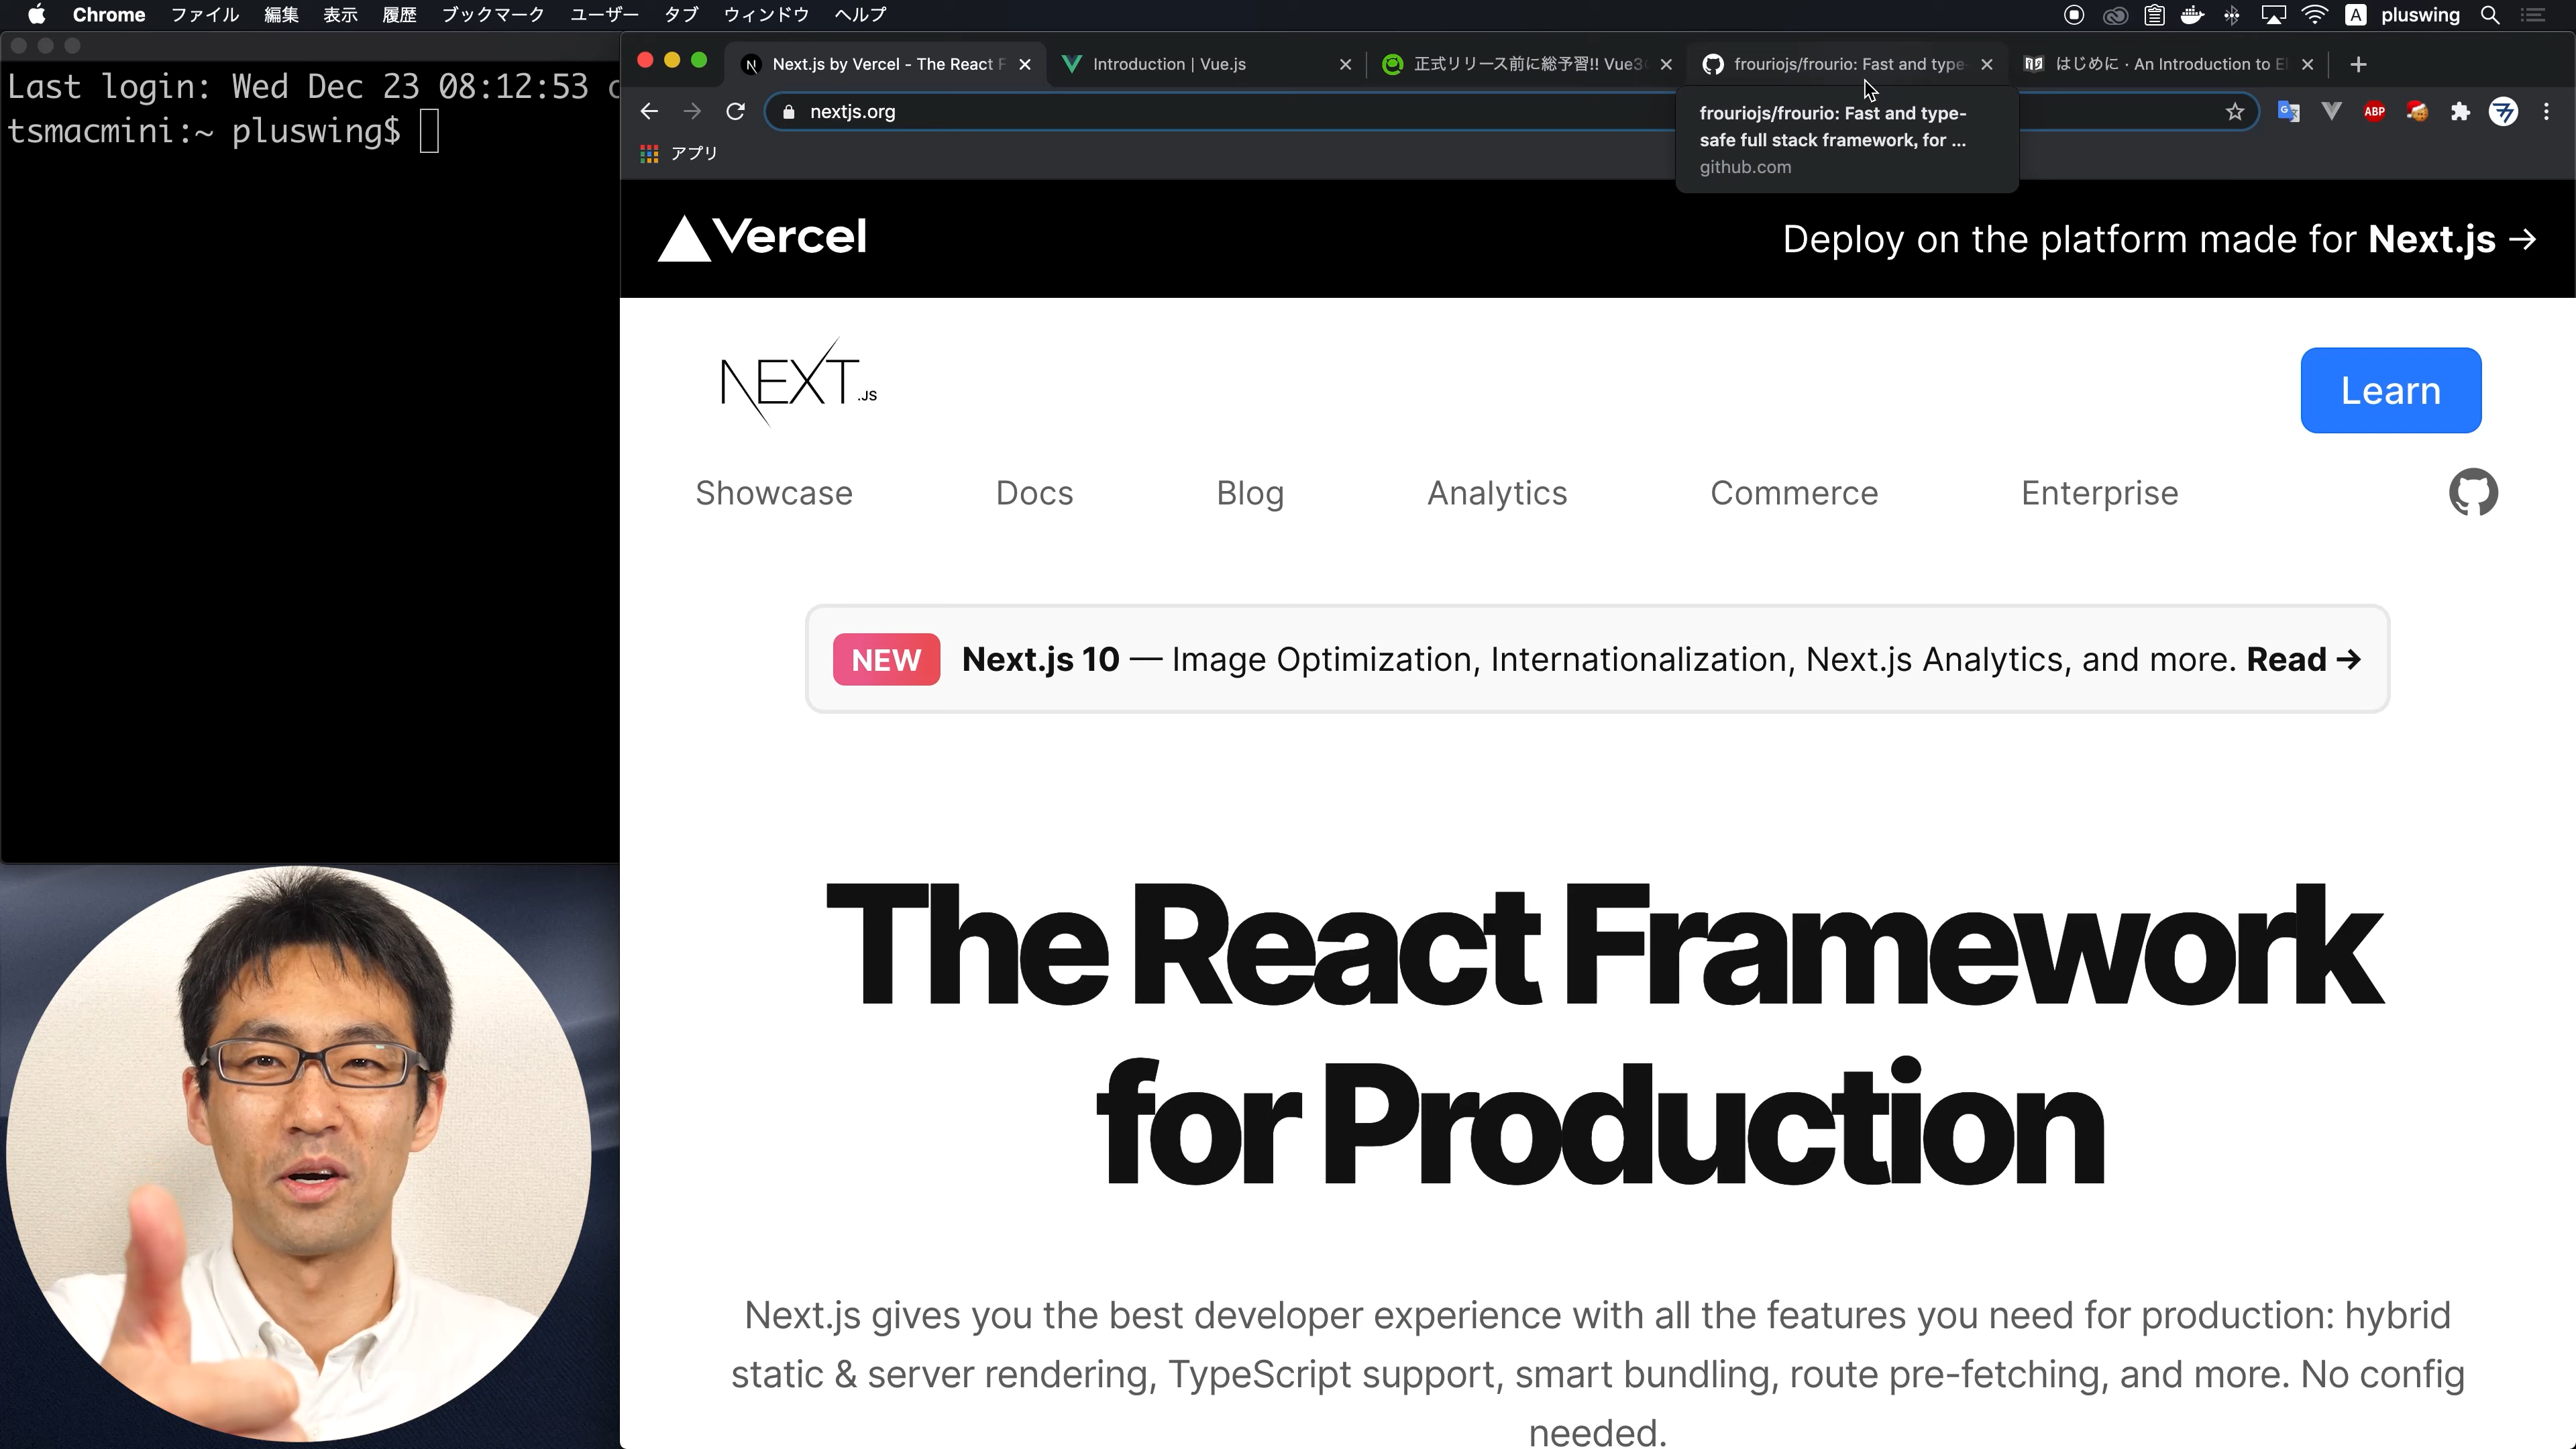 Chrome ファイル 編集 表示 履歴 ブックマーク ユーザー タブ ウィンドウ ヘルプ
A pluswing
Last login: Wed Dec 23 08:12:53
tsmacmini:~ pluswing$
Next.js by Vercel - The React
Introduction | Vue.js
正式リリース前に総予習!! Vue3
frouriojs/frourio: Fast and type-
はじめに · An Introduction to
nextjs.org
ABP
frouriojs/frourio: Fast and type-
safe full stack framework, for ...
github.com
アプリ
Vercel
Deploy on the platform made for Next.js →
NEXT.JS
Learn
Showcase Docs Blog Analytics Commerce Enterprise
NEW Next.js 10 — Image Optimization, Internationalization, Next.js Analytics, and more. Read →
The React Framework
for Production
Next.js gives you the best developer experience with all the features you need for production: hybrid
static & server rendering, TypeScript support, smart bundling, route pre-fetching, and more. No config
needed.